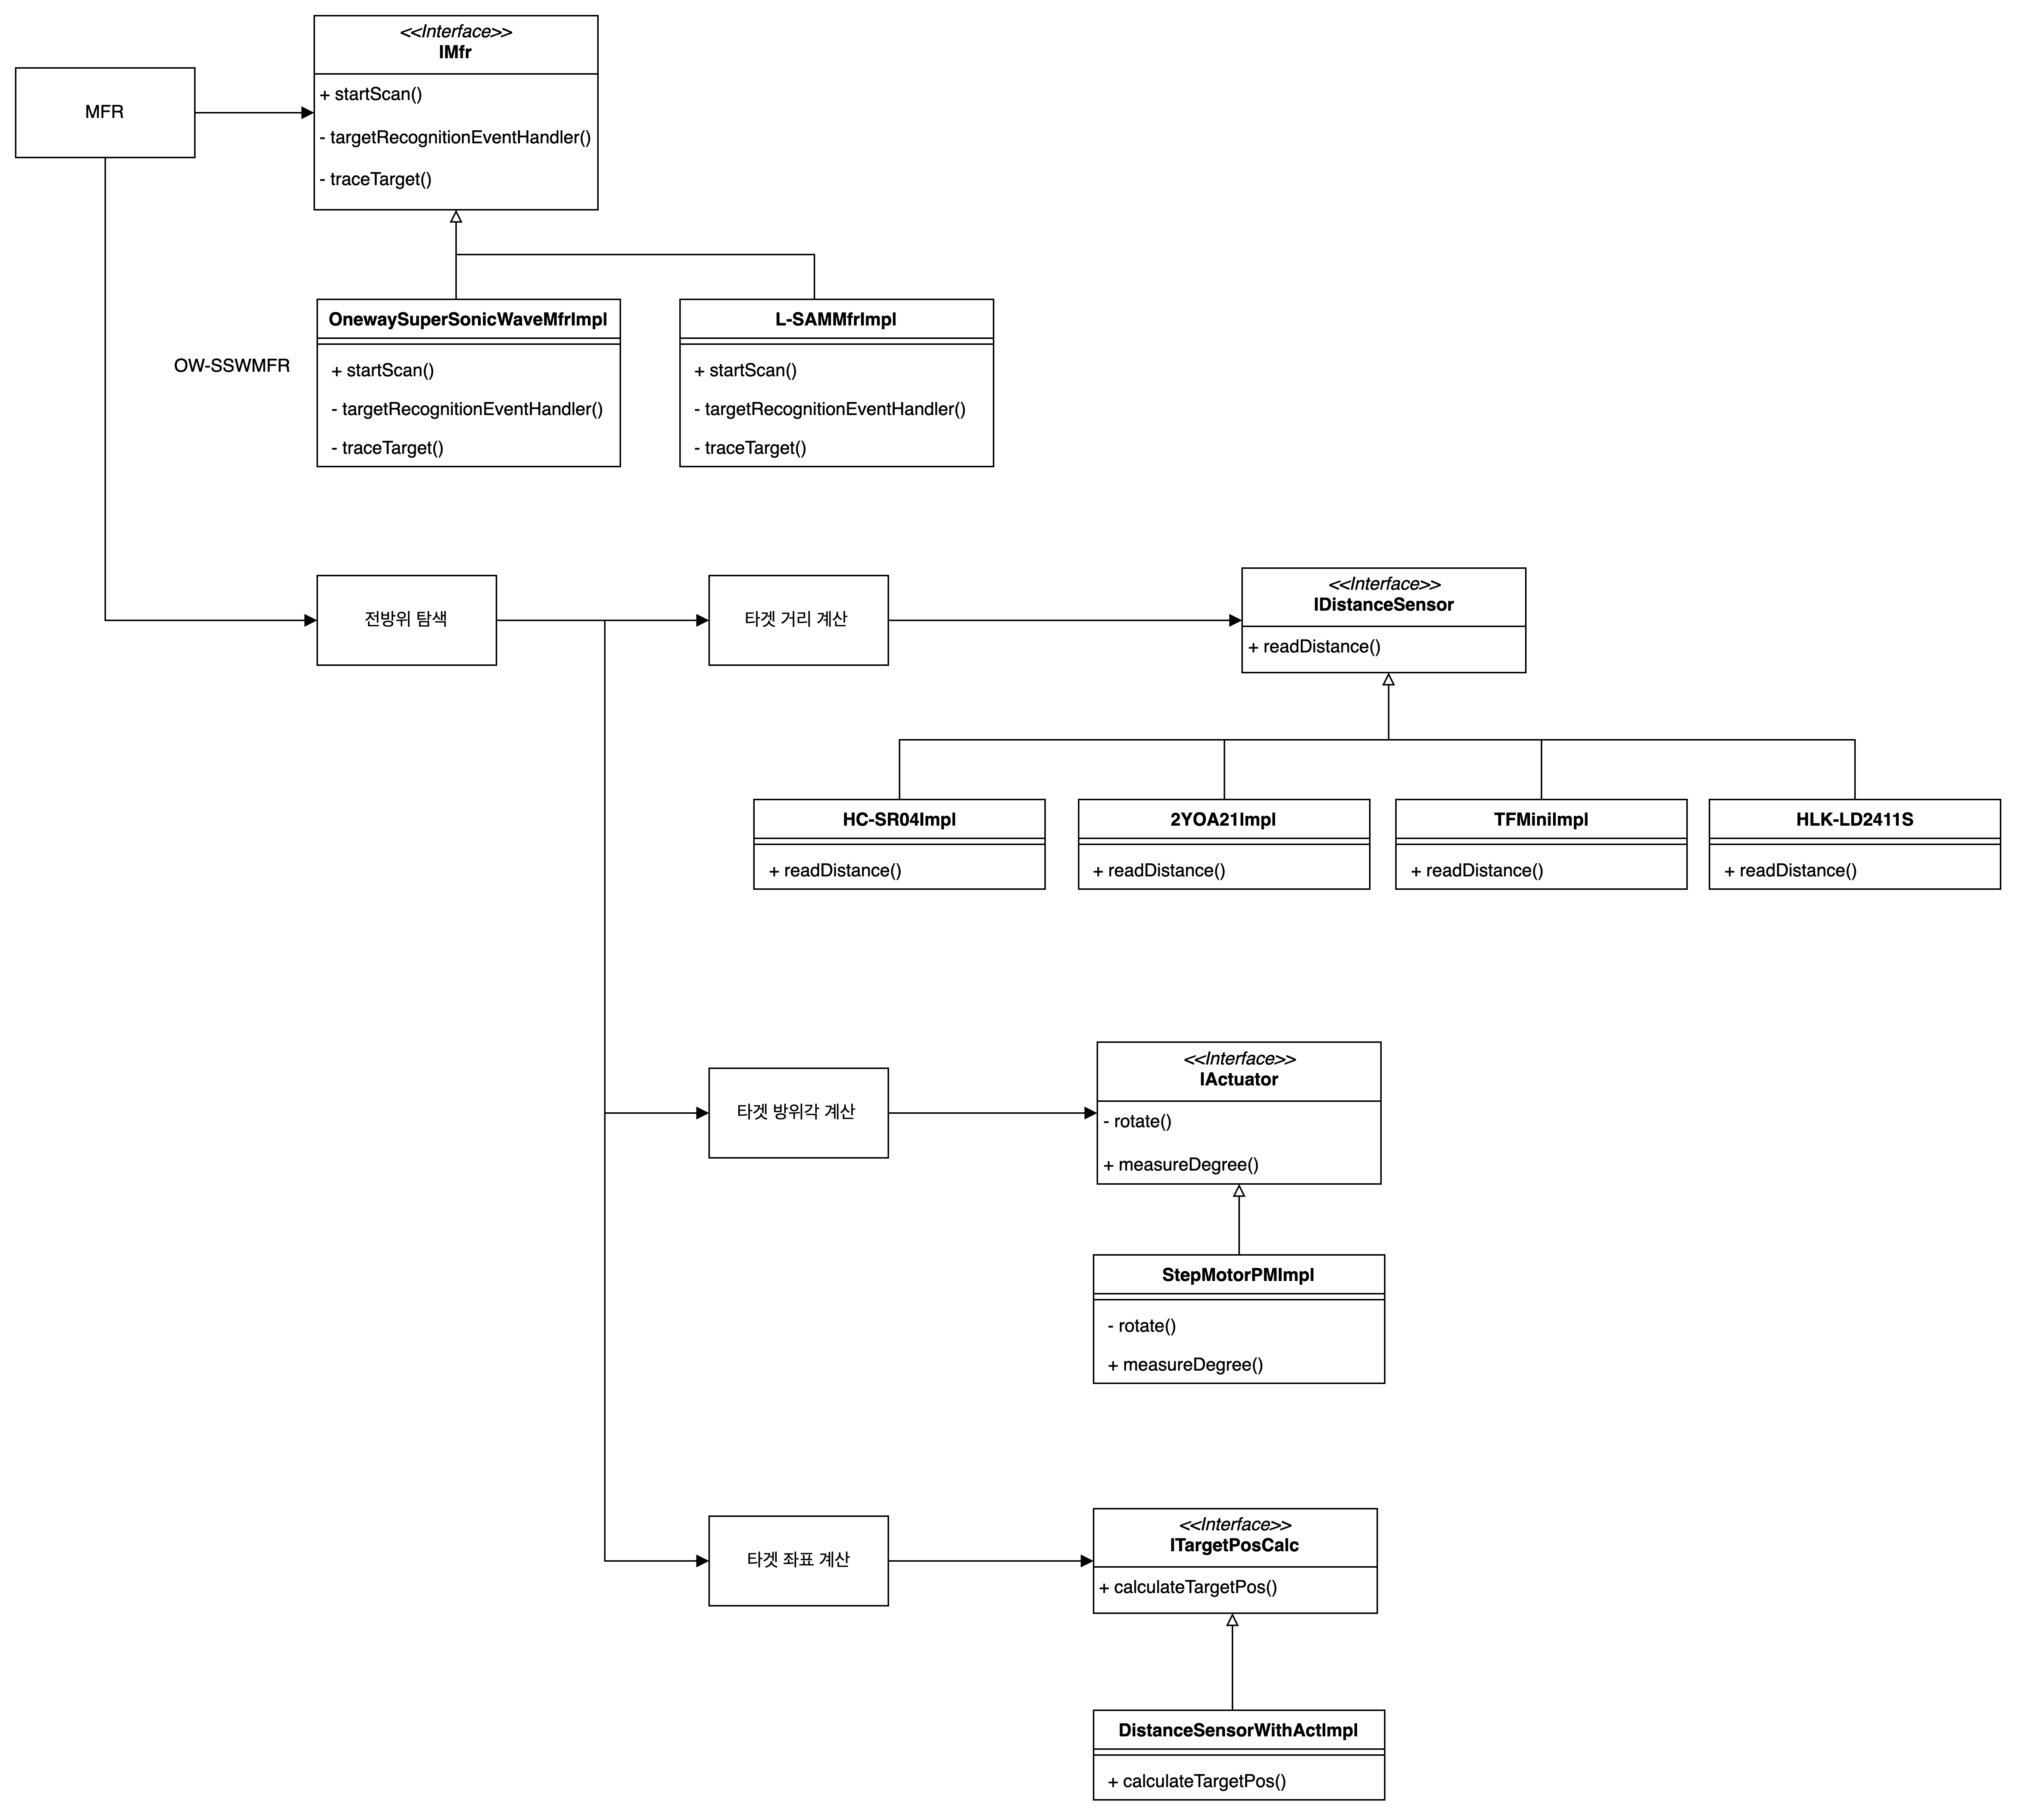 MFR
<<Interface>>
IMfr
+ startScan()
- targetRecognitionEventHandler()
- traceTarget()
OW-SSWMFR
OnewaySuperSonicWaveMfrImpl
+ startScan()
- targetRecognitionEventHandler()
- traceTarget()
L-SAMMfrImpl
+ startScan()
- targetRecognitionEventHandler()
- traceTarget()
전방위 탐색
타겟 거리 계산
<<Interface>>
IDistanceSensor
+ readDistance()
HC-SR04Impl
+ readDistance()
2YOA21Impl
+ readDistance()
TFMiniImpl
+ readDistance()
HLK-LD2411S
+ readDistance()
타겟 방위각 계산
<<Interface>>
IActuator
- rotate()
+ measureDegree()
StepMotorPMImpl
- rotate()
+ measureDegree()
타겟 좌표 계산
<<Interface>>
ITargetPosCalc
+ calculateTargetPos()
DistanceSensorWithActImpl
+ calculateTargetPos()